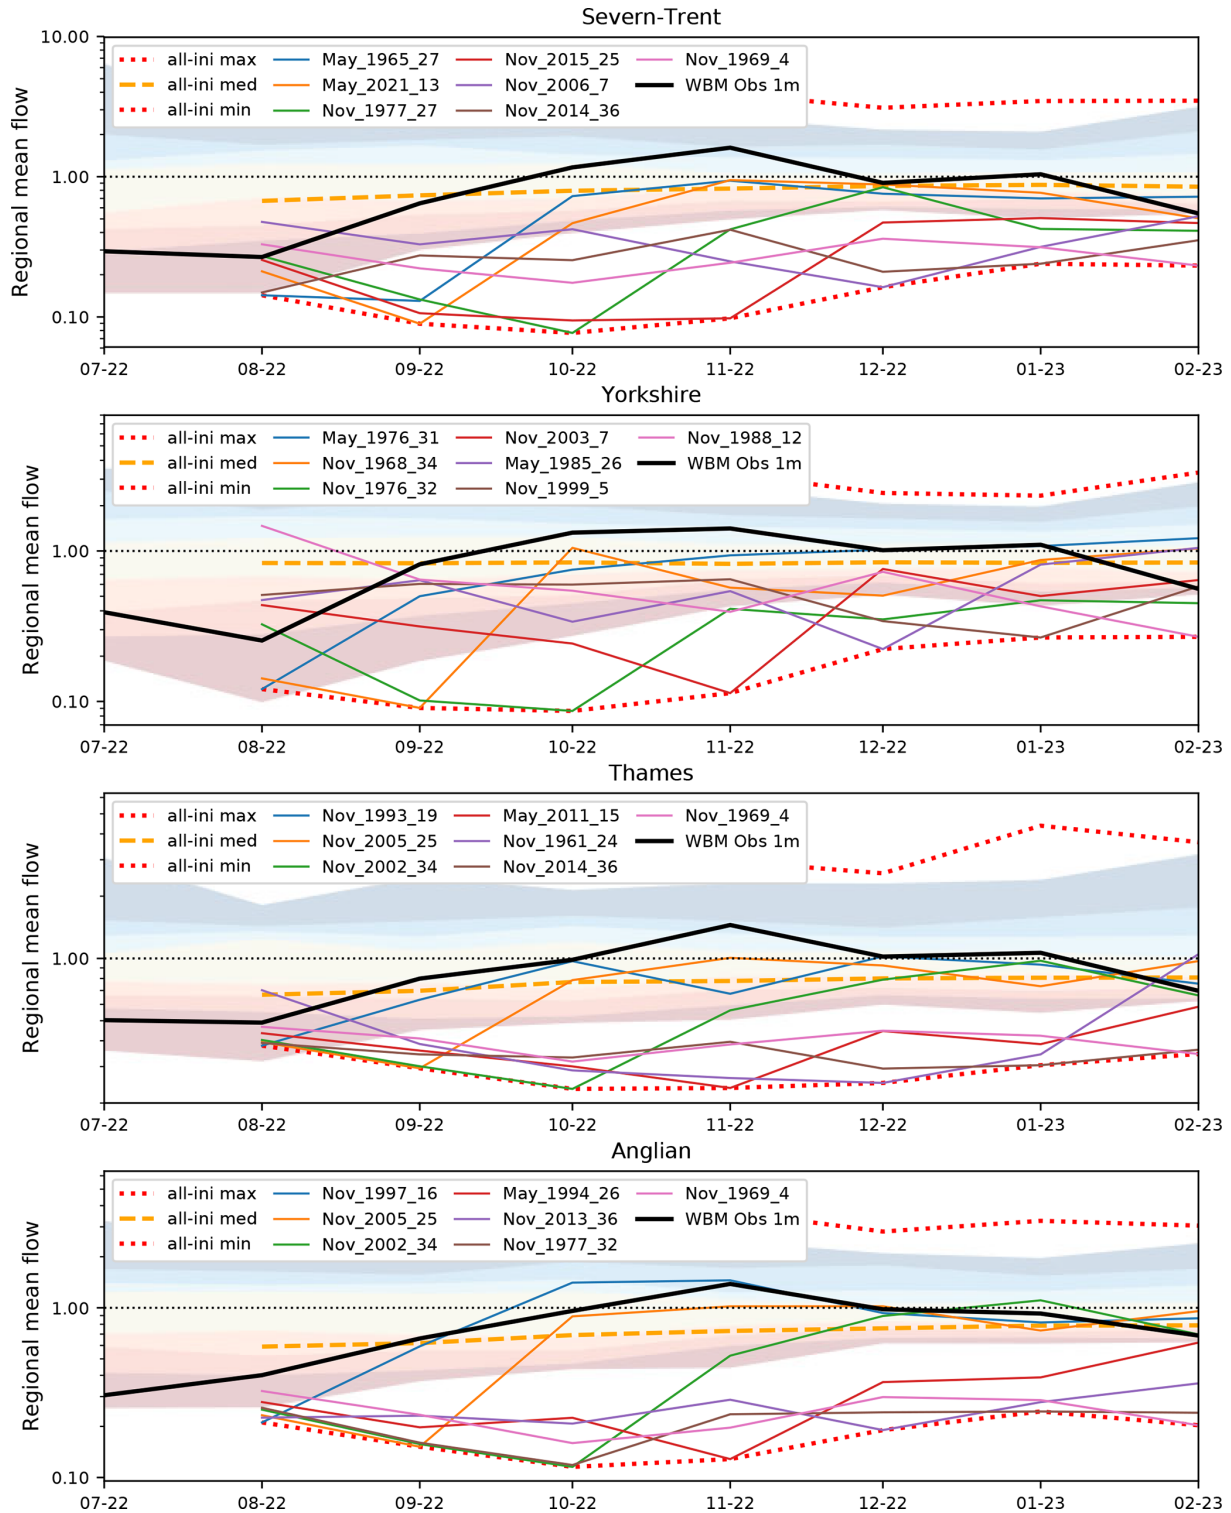 Severn-Trent
10.00
1.00
0.10
Regional mean flow
all-ini max May_1965_27 Nov_2015_25 Nov_1969_4
all-ini med May_2021_13 Nov_2006_7 WBM Obs 1m
all-ini min Nov_1977_27 Nov_2014_36
07-22 08-22 09-22 10-22 11-22 12-22 01-23 02-23
Yorkshire
1.00
0.10
Regional mean flow
all-ini max May_1976_31 Nov_2003_7 Nov_1988_12
all-ini med Nov_1968_34 May_1985_26 WBM Obs 1m
all-ini min Nov_1976_32 Nov_1999_5
07-22 08-22 09-22 10-22 11-22 12-22 01-23 02-23
Thames
1.00
Regional mean flow
all-ini max Nov_1993_19 May_2011_15 Nov_1969_4
all-ini med Nov_2005_25 Nov_1961_24 WBM Obs 1m
all-ini min Nov_2002_34 Nov_2014_36
07-22 08-22 09-22 10-22 11-22 12-22 01-23 02-23
Anglian
1.00
0.10
Regional mean flow
all-ini max Nov_1997_16 May_1994_26 Nov_1969_4
all-ini med Nov_2005_25 Nov_2013_36 WBM Obs 1m
all-ini min Nov_2002_34 Nov_1977_32
07-22 08-22 09-22 10-22 11-22 12-22 01-23 02-23